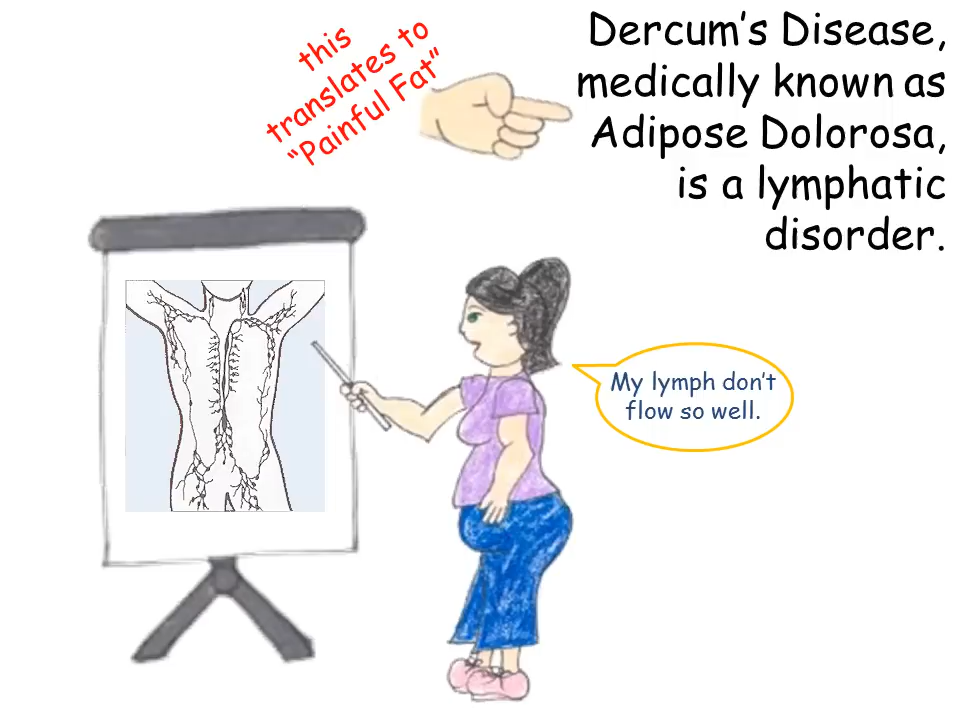 this
translates to
“Painful Fat”
Dercum’s Disease,
medically known as
Adipose Dolorosa,
is a lymphatic
disorder.
My lymph don’t
flow so well.